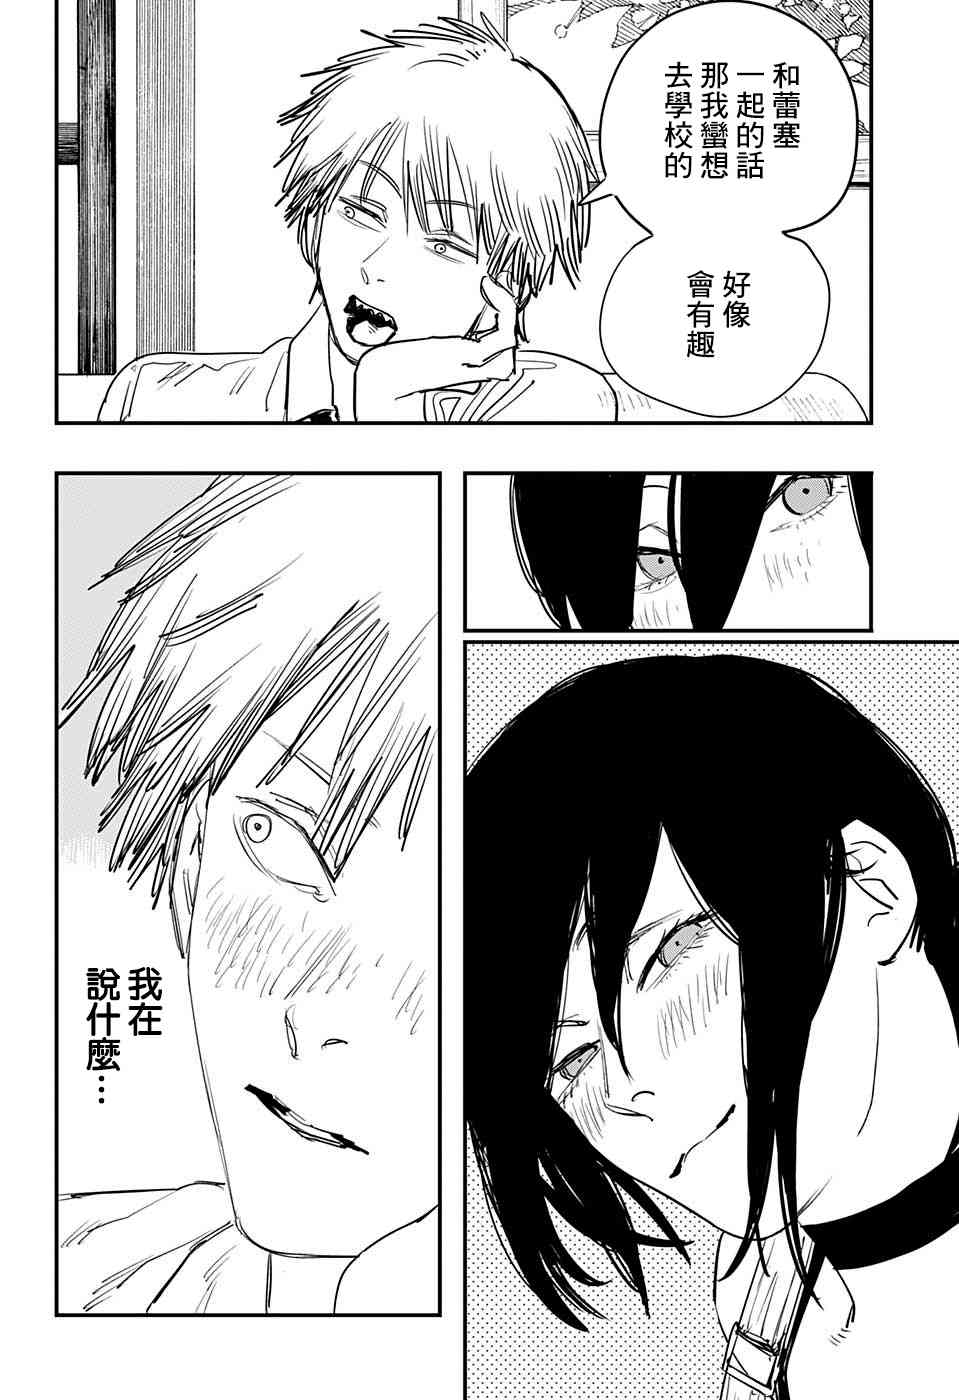 和蕾塞
一起的話
那我蠻想
去學校的
好像
會有趣
我在
說什麼…